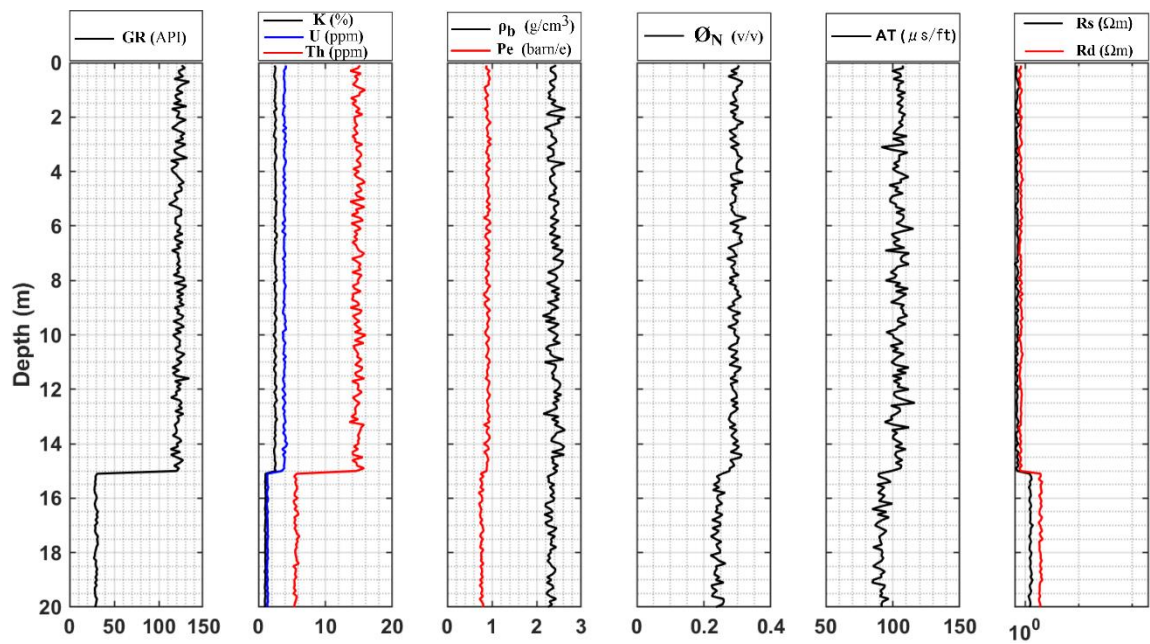 GR (API)
K (%)
U (ppm)
Th (ppm)
ρb (g/cm³)
Pe (barn/e)
ØN (v/v)
AT (μs/ft)
Rs (Ωm)
Rd (Ωm)
Depth (m)
0
2
4
6
8
10
12
14
16
18
20
0 50 100 150
0 10 20
0 1 2 3
0 0.2 0.4
50 100 150
10⁰